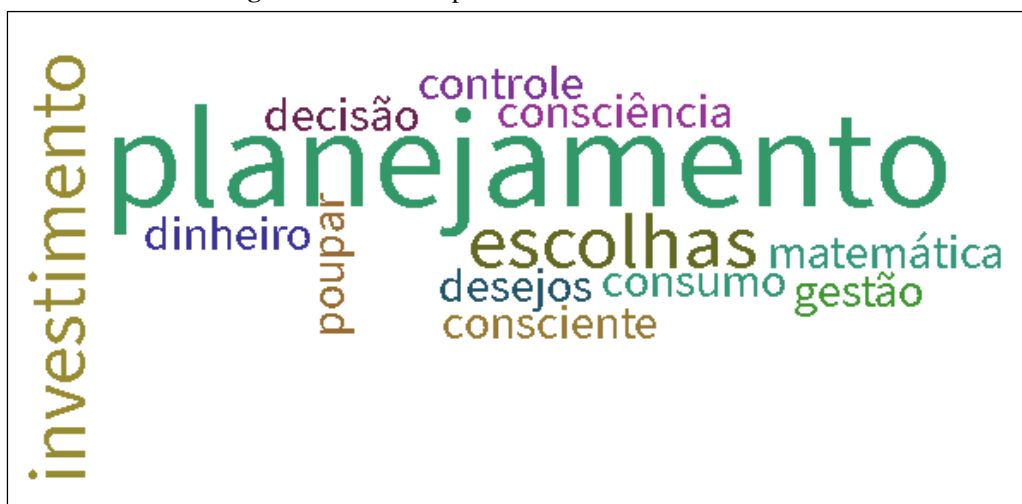 investimento
controle
decisão
consciência
planejamento
dinheiro
poupar
escolhas
matemática
desejos
consumo
gestão
consciente